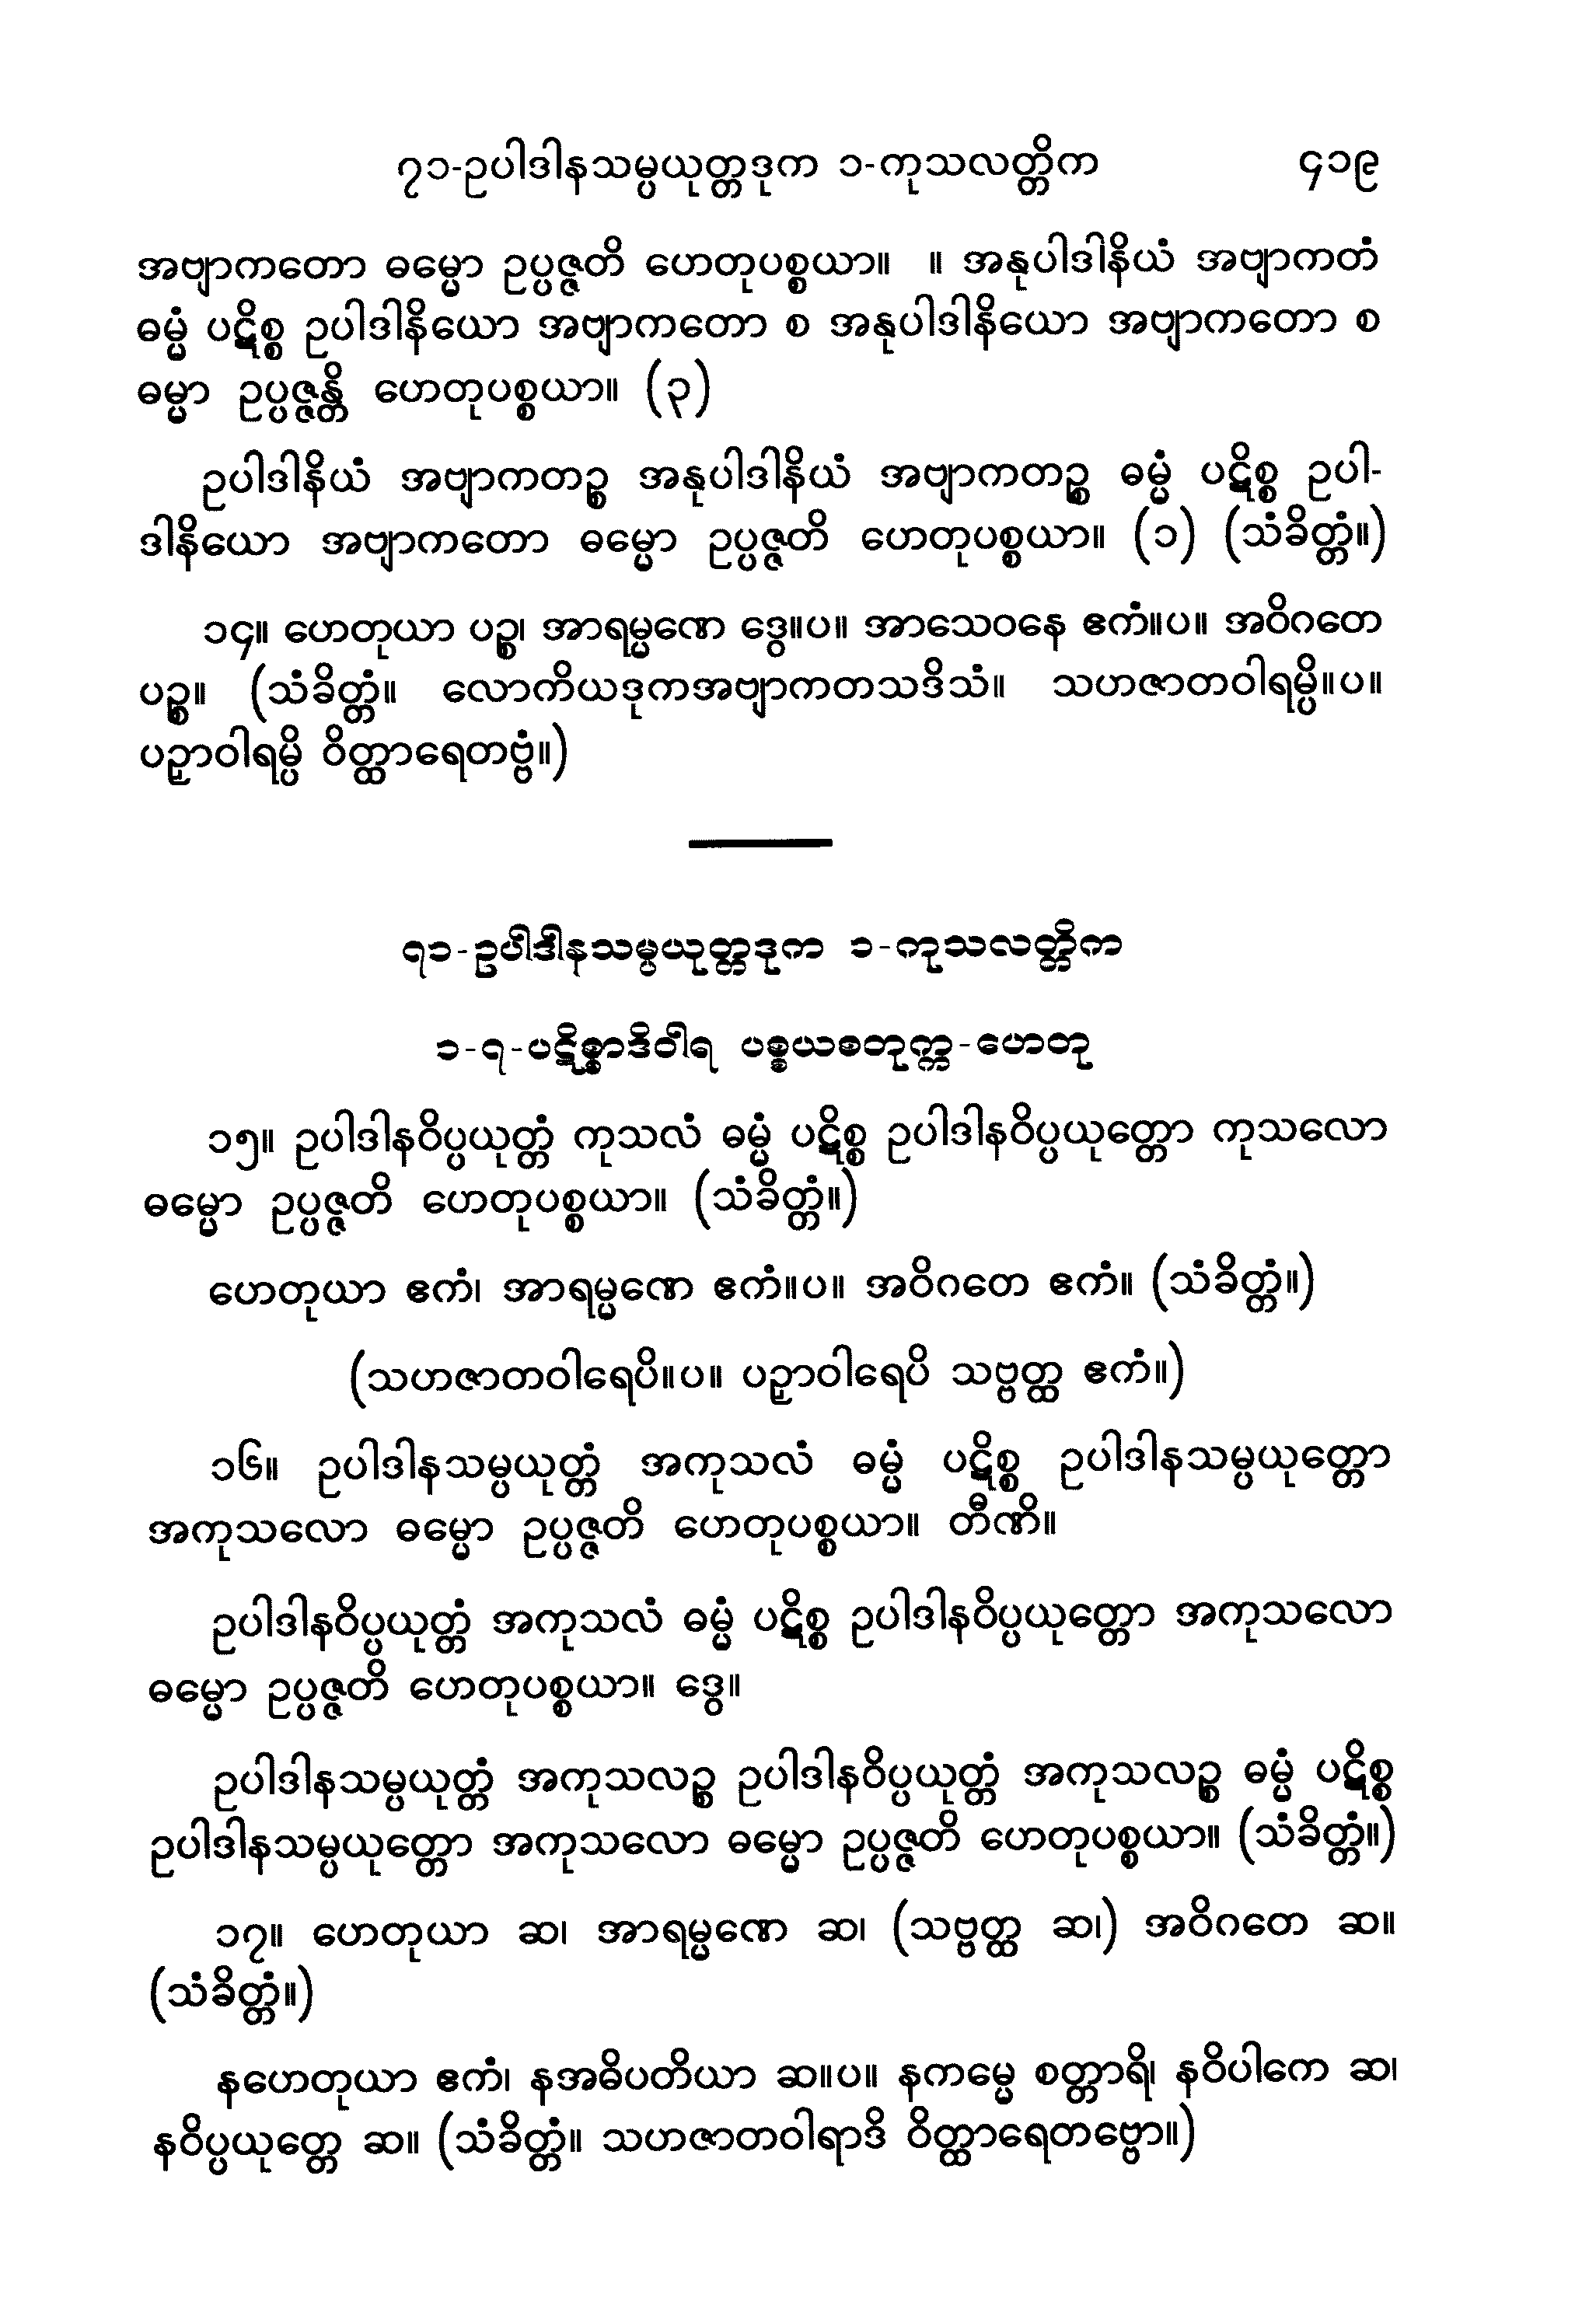 ၇၁-ဥပါဒါနသမ္ပယုတ္တဒုက ၁-ကုသလတ္တိက ၄၁၉
အဗျာကတော ဓမ္မော ဥပ္ပဇ္ဇတိ ဟေတုပစ္စယာ။ ။ အနုပါဒါနိယံ အဗျာကတံ
ဓမ္မံ ပဋိစ္စ ဥပါဒါနိယော အဗျာကတော စ အနုပါဒါနိယော အဗျာကတော စ
ဓမ္မာ ဥပ္ပဇ္ဇန္တိ ဟေတုပစ္စယာ။ (၃)
ဥပါဒါနိယံ အဗျာကတဉ္စ အနုပါဒါနိယံ အဗျာကတဉ္စ ဓမ္မံ ပဋိစ္စ ဥပါ-
ဒါနိယော အဗျာကတော ဓမ္မော ဥပ္ပဇ္ဇတိ ဟေတုပစ္စယာ။ (၁) (သံခိတ္တံ။)
၁၄။ ဟေတုယာ ပဉ္စ၊ အာရမ္မဏေ ဒွေ။ပ။ အာသေဝနေ ဧကံ။ပ။ အဝိဂတေ
ပဉ္စ။ (သံခိတ္တံ။ လောကိယဒုကအဗျာကတသဒိသံ။ သဟဇာတဝါရမ္ပိ။ပ။
ပဉှာဝါရမ္ပိ ဝိတ္ထာရေတဗ္ဗံ။)
၇၁-ဥပါဒါနသမ္ပယုတ္တဒုက ၁-ကုသလတ္တိက
၁-၇-ပဋိစ္စာဒိဝါရ ပစ္စယစတုက္က-ဟေတု
၁၅။ ဥပါဒါနဝိပ္ပယုတ္တံ ကုသလံ ဓမ္မံ ပဋိစ္စ ဥပါဒါနဝိပ္ပယုတ္တော ကုသလော
ဓမ္မော ဥပ္ပဇ္ဇတိ ဟေတုပစ္စယာ။ (သံခိတ္တံ။)
ဟေတုယာ ဧကံ၊ အာရမ္မဏေ ဧကံ။ပ။ အဝိဂတေ ဧကံ။ (သံခိတ္တံ။)
(သဟဇာတဝါရေပိ။ပ။ ပဉှာဝါရေပိ သဗ္ဗတ္ထ ဧကံ။)
၁၆။ ဥပါဒါနသမ္ပယုတ္တံ အကုသလံ ဓမ္မံ ပဋိစ္စ ဥပါဒါနသမ္ပယုတ္တော
အကုသလော ဓမ္မော ဥပ္ပဇ္ဇတိ ဟေတုပစ္စယာ။ တီဏိ။
ဥပါဒါနဝိပ္ပယုတ္တံ အကုသလံ ဓမ္မံ ပဋိစ္စ ဥပါဒါနဝိပ္ပယုတ္တော အကုသလော
ဓမ္မော ဥပ္ပဇ္ဇတိ ဟေတုပစ္စယာ။ ဒွေ။
ဥပါဒါနသမ္ပယုတ္တံ အကုသလဉ္စ ဥပါဒါနဝိပ္ပယုတ္တံ အကုသလဉ္စ ဓမ္မံ ပဋိစ္စ
ဥပါဒါနသမ္ပယုတ္တော အကုသလော ဓမ္မော ဥပ္ပဇ္ဇတိ ဟေတုပစ္စယာ။ (သံခိတ္တံ။)
၁၇။ ဟေတုယာ ဆ၊ အာရမ္မဏေ ဆ၊ (သဗ္ဗတ္ထ ဆ၊) အဝိဂတေ ဆ။
(သံခိတ္တံ။)
နဟေတုယာ ဧကံ၊ နအဓိပတိယာ ဆ။ပ။ နကမ္မေ စတ္တာရိ၊ နဝိပါကေ ဆ၊
နဝိပ္ပယုတ္တေ ဆ။ (သံခိတ္တံ။ သဟဇာတဝါရာဒိ ဝိတ္ထာရေတဗ္ဗော။)